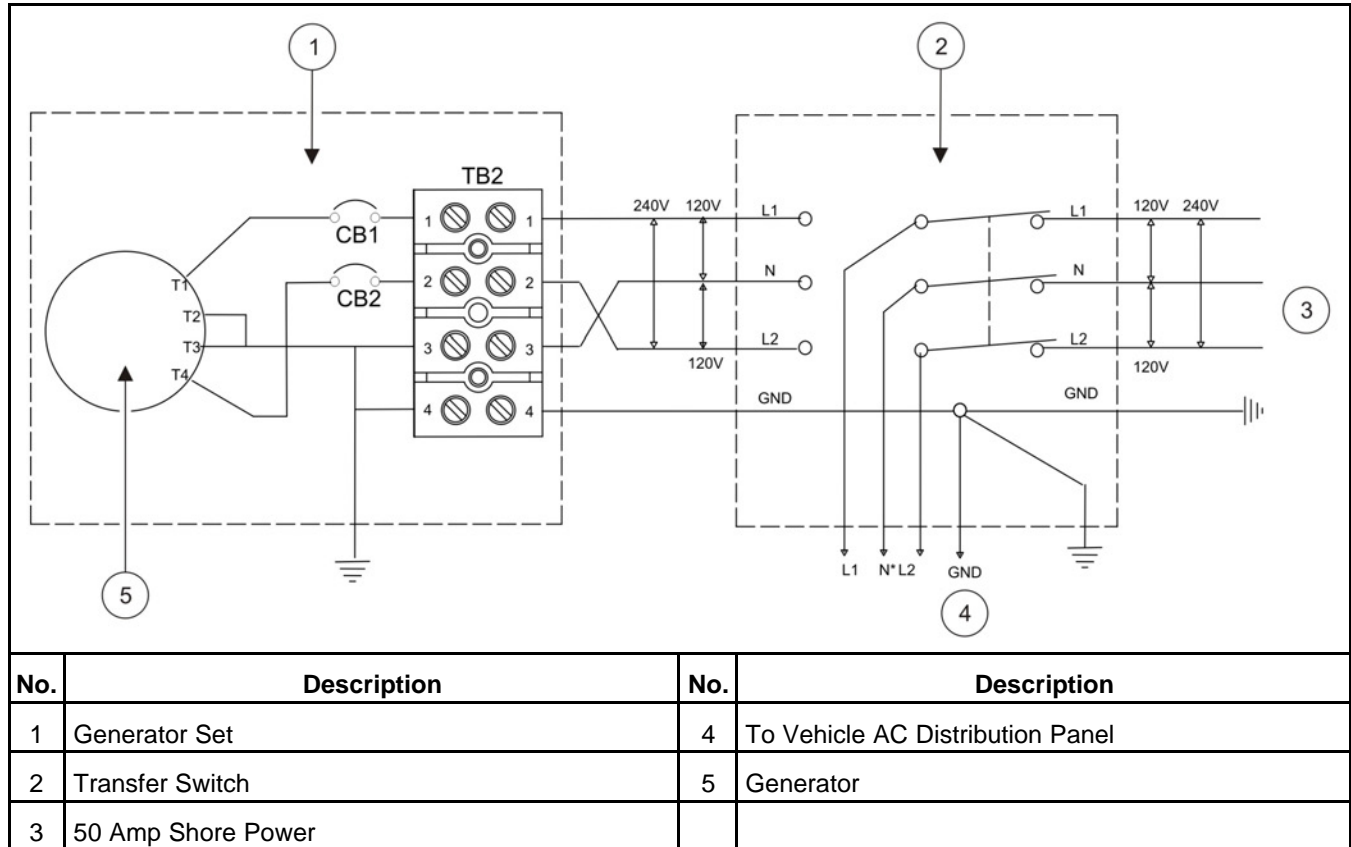 1
2
TB2
CB1
CB2
T1
T2
T3
T4
1 1
2 2
3 3
4 4
240V 120V
120V
L1
N
L2
GND
L1
N
L2
GND
120V 240V
120V
3
L1 N* L2 GND
5
4
No. Description No. Description
1 Generator Set 4 To Vehicle AC Distribution Panel
2 Transfer Switch 5 Generator
3 50 Amp Shore Power